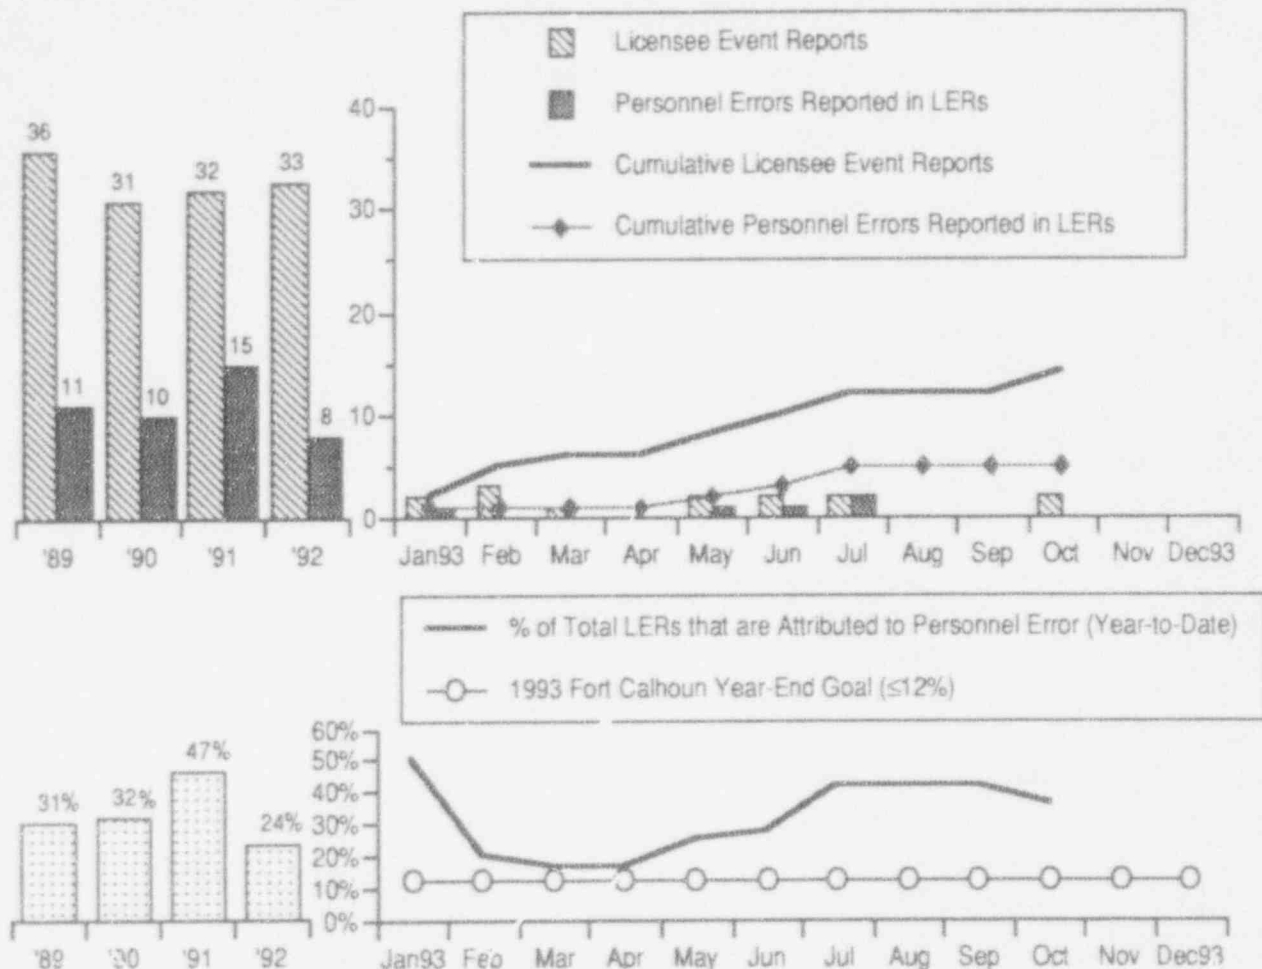 Licensee Event Reports
Personnel Errors Reported in LERs
Cumulative Licensee Event Reports
Cumulative Personnel Errors Reported in LERs
40
30
20
10
0
36
31
32
33
11
10
15
8
'89 '90 '91 '92
Jan93 Feb Mar Apr May Jun Jul Aug Sep Oct Nov Dec93
% of Total LERs that are Attributed to Personnel Error (Year-to-Date)
1993 Fort Calhoun Year-End Goal (≤12%)
60%
50%
40%
30%
20%
10%
0%
31%
32%
47%
24%
'89 '90 '91 '92
Jan93 Feb Mar Apr May Jun Jul Aug Sep Oct Nov Dec93